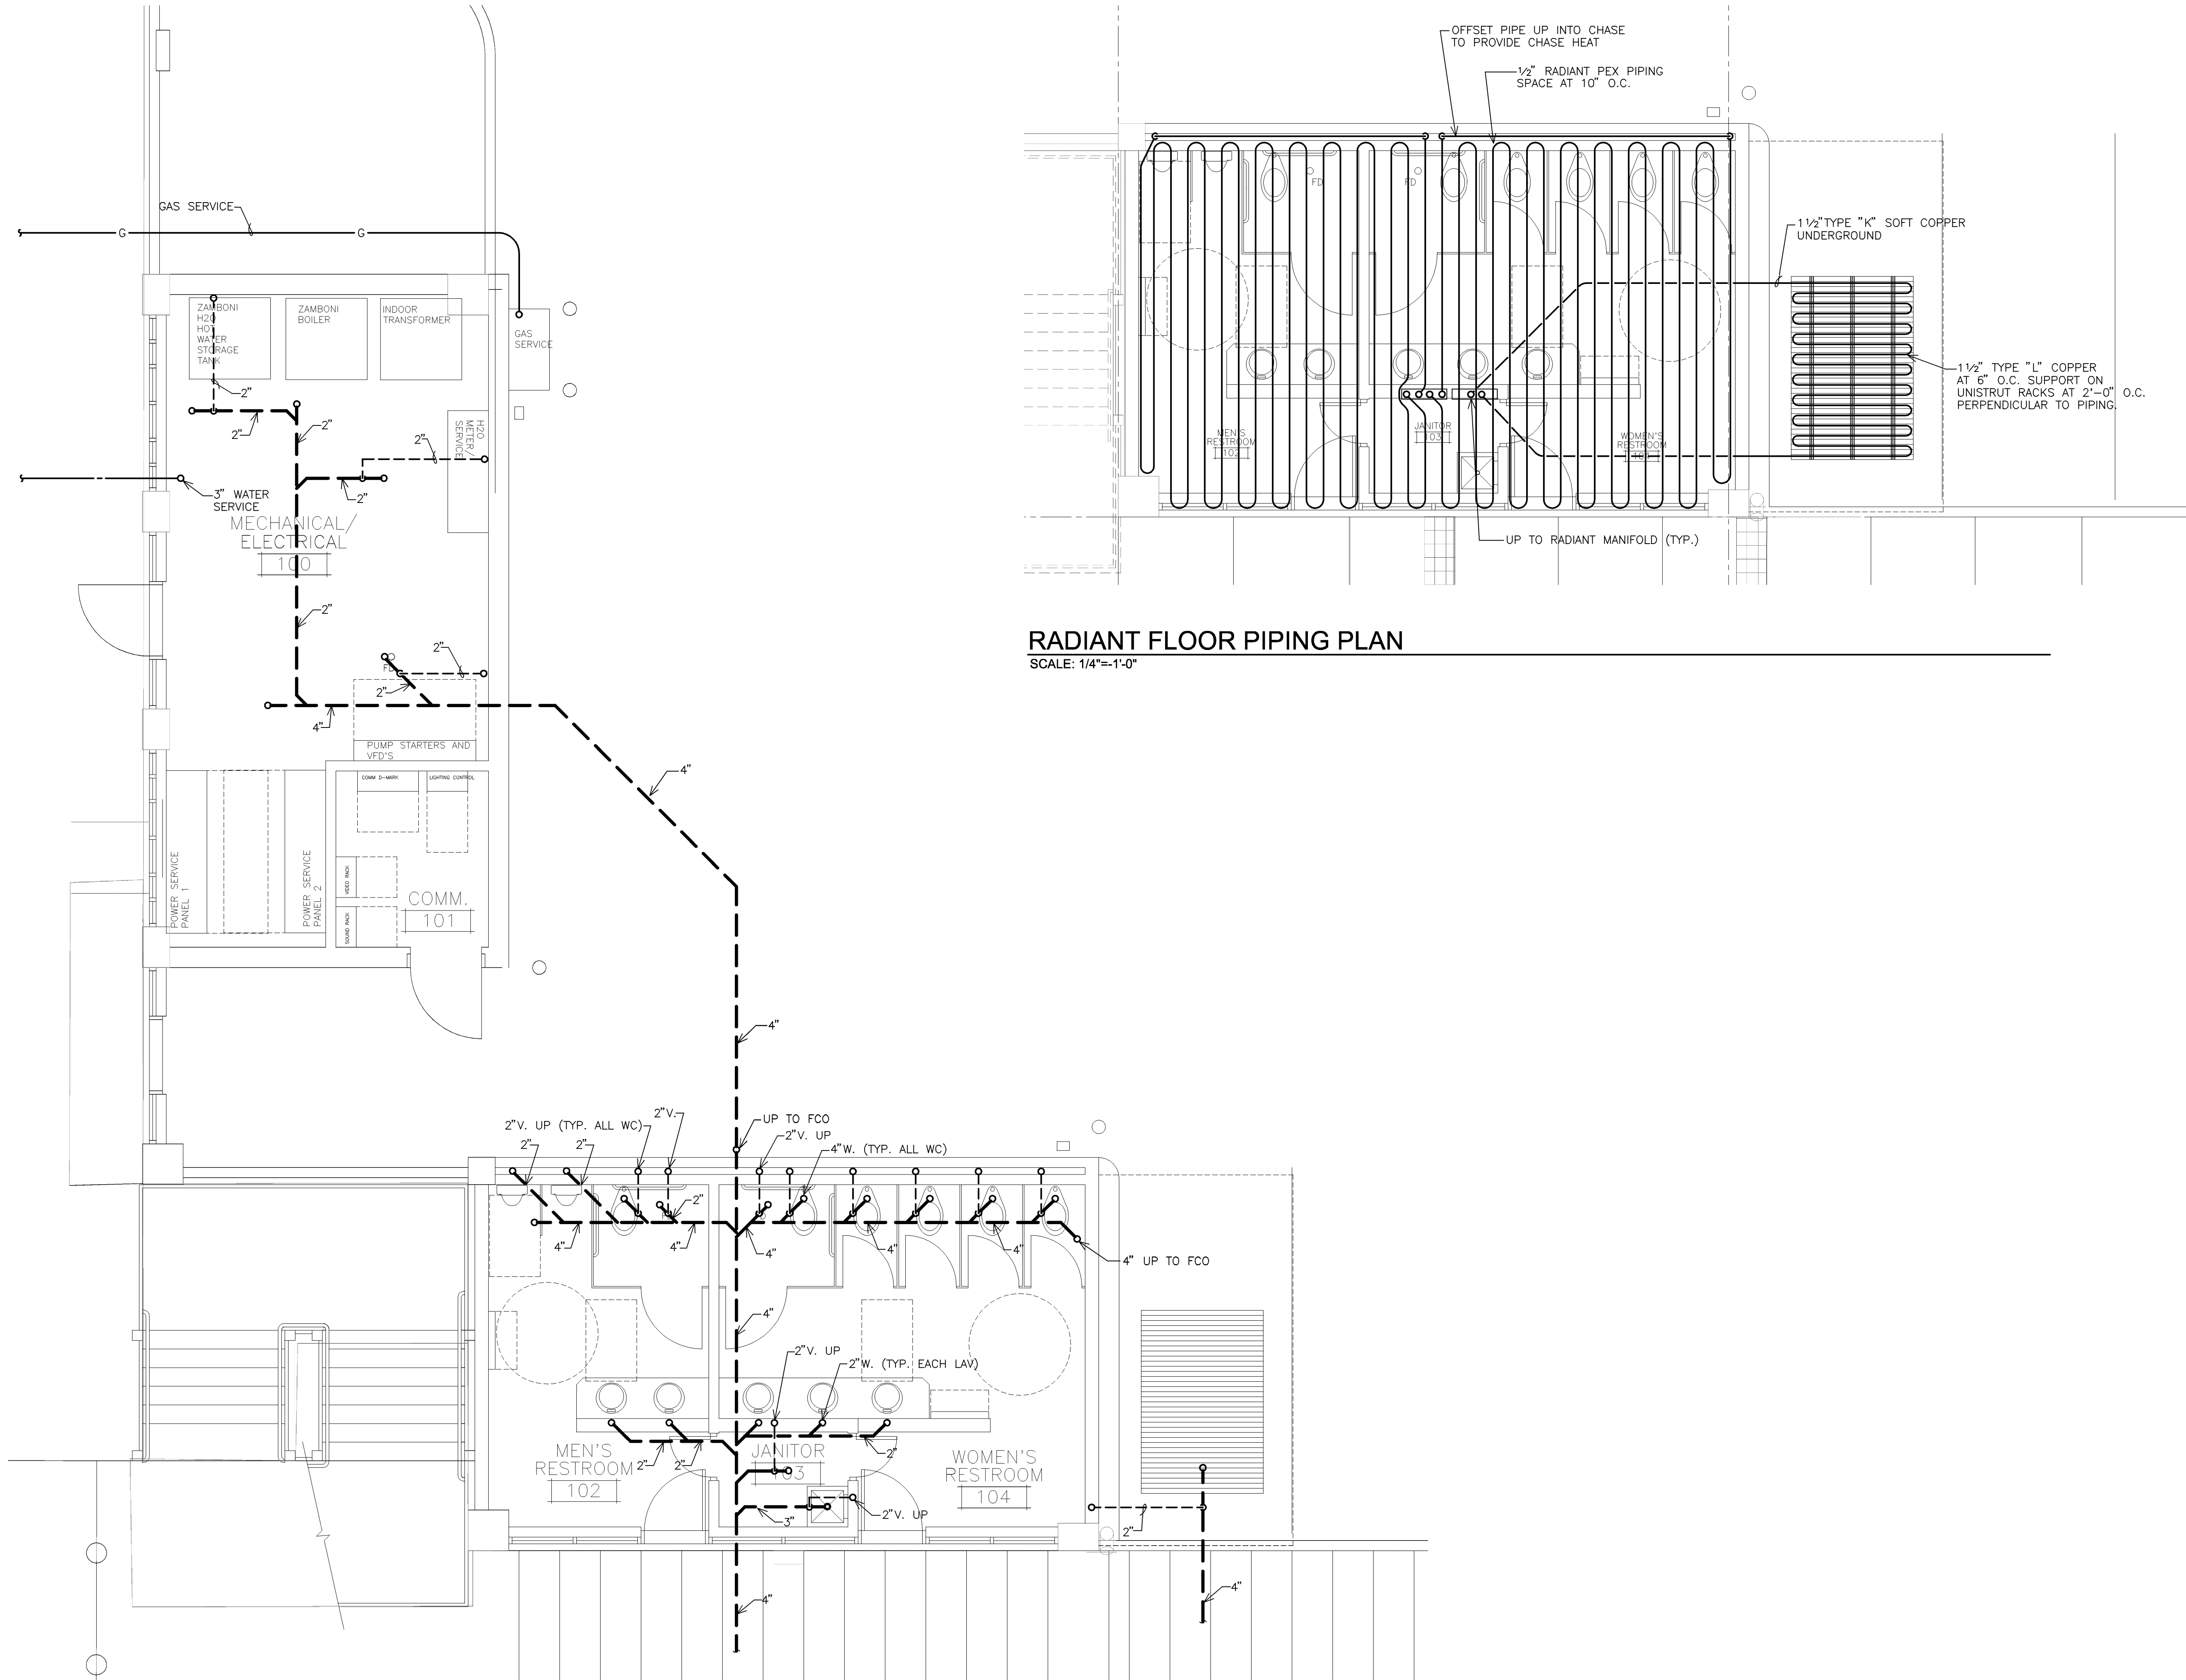 OFFSET PIPE UP INTO CHASE
TO PROVIDE CHASE HEAT
1/2" RADIANT PEX PIPING
SPACE AT 10" O.C.
FD
FD
1 1/2" TYPE "K" SOFT COPPER
UNDERGROUND
1 1/2" TYPE "L" COPPER
AT 6" O.C. SUPPORT ON
UNISTRUT RACKS AT 2'-0" O.C.
PERPENDICULAR TO PIPING.
MEN'S
RESTROOM
102
JANITOR
103
WOMEN'S
RESTROOM
UP TO RADIANT MANIFOLD (TYP.)
RADIANT FLOOR PIPING PLAN
SCALE: 1/4"=-1'-0"
GAS SERVICE
G
G
ZAMBONI
H20
HOT
WATER
STORAGE
TANK
ZAMBONI
BOILER
INDOOR
TRANSFORMER
GAS
SERVICE
2"
2"
2"
H20
METER/
SERVICE
2"
2"
3" WATER
SERVICE
MECHANICAL/
ELECTRICAL
100
2"
2"
FD
2"
4"
PUMP STARTERS AND
VFD'S
COMM D-MARK
LIGHTING CONTROL
4"
POWER SERVICE
PANEL 1
POWER SERVICE
PANEL 2
VIDEO RACK
SOUND RACK
COMM.
101
4"
2"V. UP (TYP. ALL WC)
2"V.
UP TO FCO
2"V. UP
4"W. (TYP. ALL WC)
2"
2"
2"
4"
4"
4"
4"
4"
4" UP TO FCO
4"
2"V. UP
2"W. (TYP. EACH LAV)
MEN'S
RESTROOM
102
2"
2"
JANITOR
103
2"
WOMEN'S
RESTROOM
104
3"
2"V. UP
2"
4"
4"